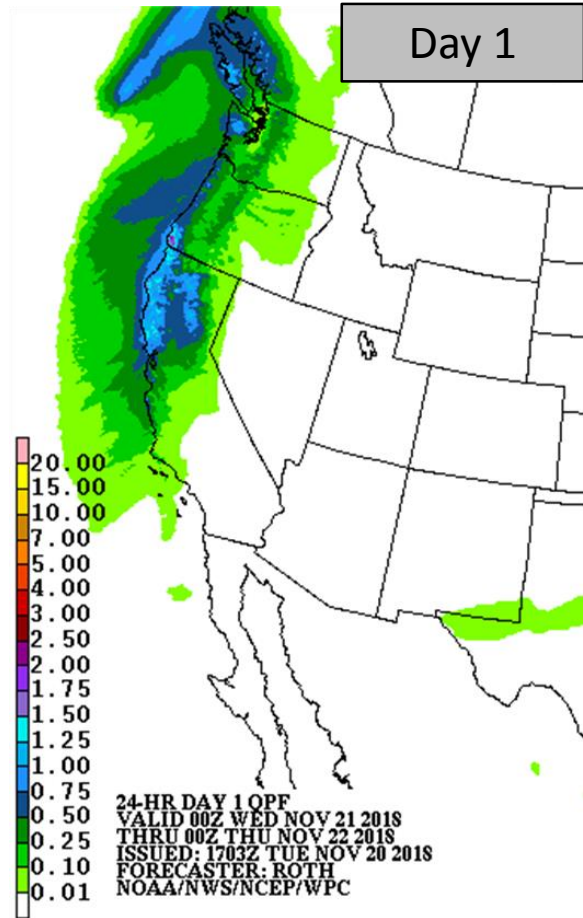 Day 1
20.00
15.00
10.00
7.00
5.00
4.00
3.00
2.50
2.00
1.75
1.50
1.25
1.00
0.75
0.50
0.25
0.10
0.01
24-HR DAY 1 QPF
VALID 00Z WED NOV 21 2018
THRU 00Z THU NOV 22 2018
ISSUED: 1703Z TUE NOV 20 2018
FORECASTER: ROTH
NOAA/NWS/NCEP/WPC